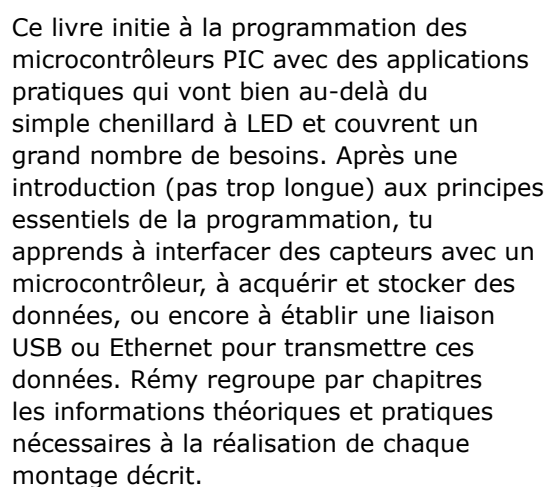 Ce livre initie à la programmation des
microcontrôleurs PIC avec des applications
pratiques qui vont bien au-delà du
simple chenillard à LED et couvrent un
grand nombre de besoins. Après une
introduction (pas trop longue) aux principes
essentiels de la programmation, tu
apprends à interfacer des capteurs avec un
microcontrôleur, à acquérir et stocker des
données, ou encore à établir une liaison
USB ou Ethernet pour transmettre ces
données. Rémy regroupe par chapitres
les informations théoriques et pratiques
nécessaires à la réalisation de chaque
montage décrit.